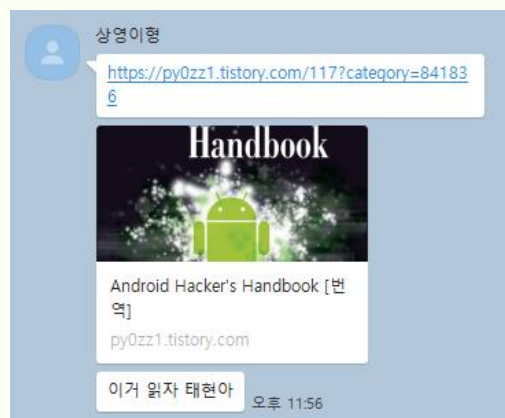 상영이형
https://py0zz1.tistory.com/117?category=84183
6
Handbook
Android Hacker's Handbook [번
역]
py0zz1.tistory.com
이거 읽자 태현아
오후 11:56